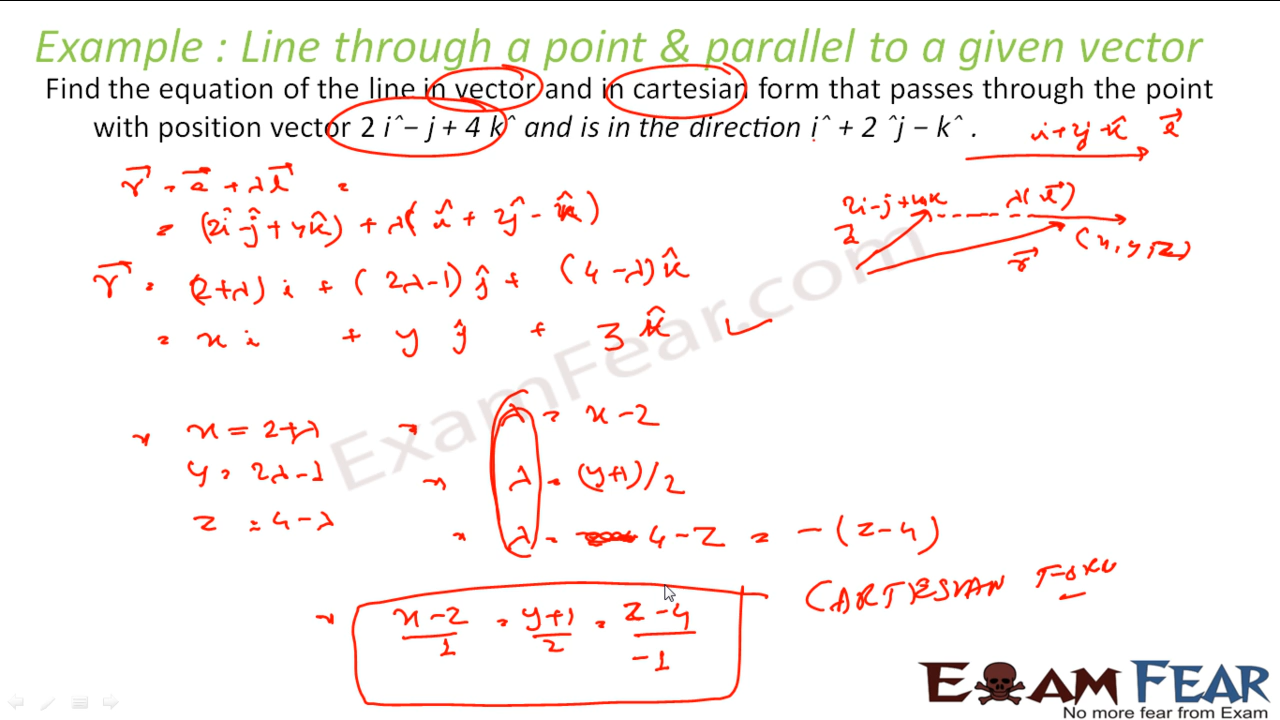 Example : Line through a point & parallel to a given vector
Find the equation of the line in vector and in cartesian form that passes through the point
with position vector 2 i^ – j + 4 k^ and is in the direction i^ + 2 ^j – k^ .
i + 2j - k̂ l⃗
r⃗ = a⃗ + λl⃗ =
= (2î - ĵ + 4k̂) + λ(î + 2ĵ - k̂)
2i - j + 4k λ(l⃗)
a⃗ r⃗ (x, y, z)
r⃗ = (2+λ) i + (2λ-1) ĵ + (4-λ) k̂
= x i + y ĵ + 3 k̂
x = 2+λ λ = x-2
y = 2λ-1 λ = (y+1)/2
z = 4-λ λ = 4-z = -(z-4)
x-2/1 = y+1/2 = z-4/-1 CARTESIAN FORM
ExamFear.com
EXAM FEAR
No more fear from Exam